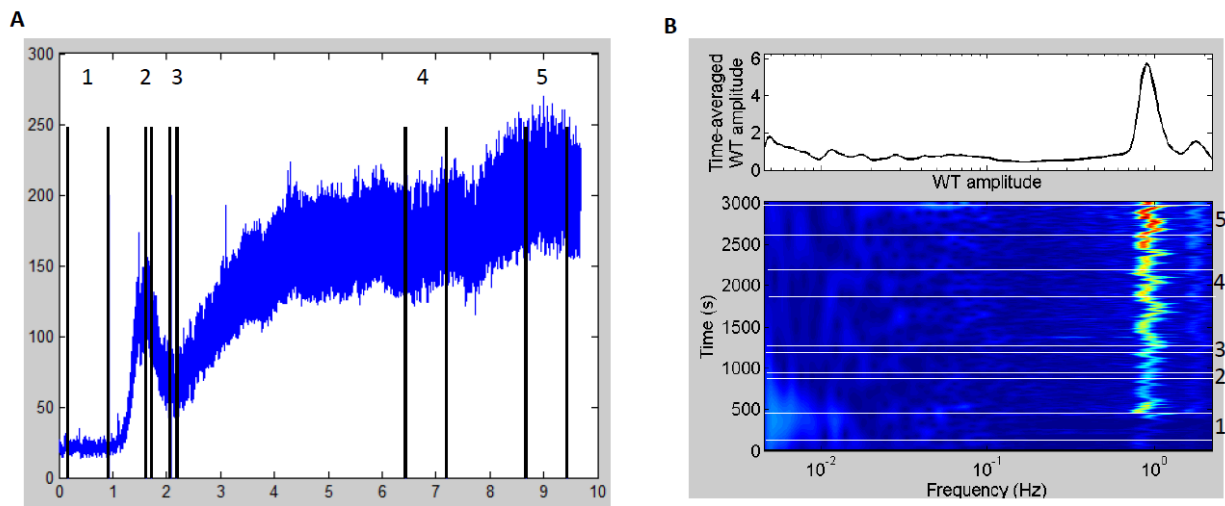 A
300
250
200
150
100
50
0
0 1 2 3 4 5 6 7 8 9 10
1 2 3 4 5
B
Time-averaged
WT amplitude
6
4
2
0
WT amplitude
Time (s)
3000
2500
2000
1500
1000
500
0
5
4
3
2
1
10⁻² 10⁻¹ 10⁰
Frequency (Hz)